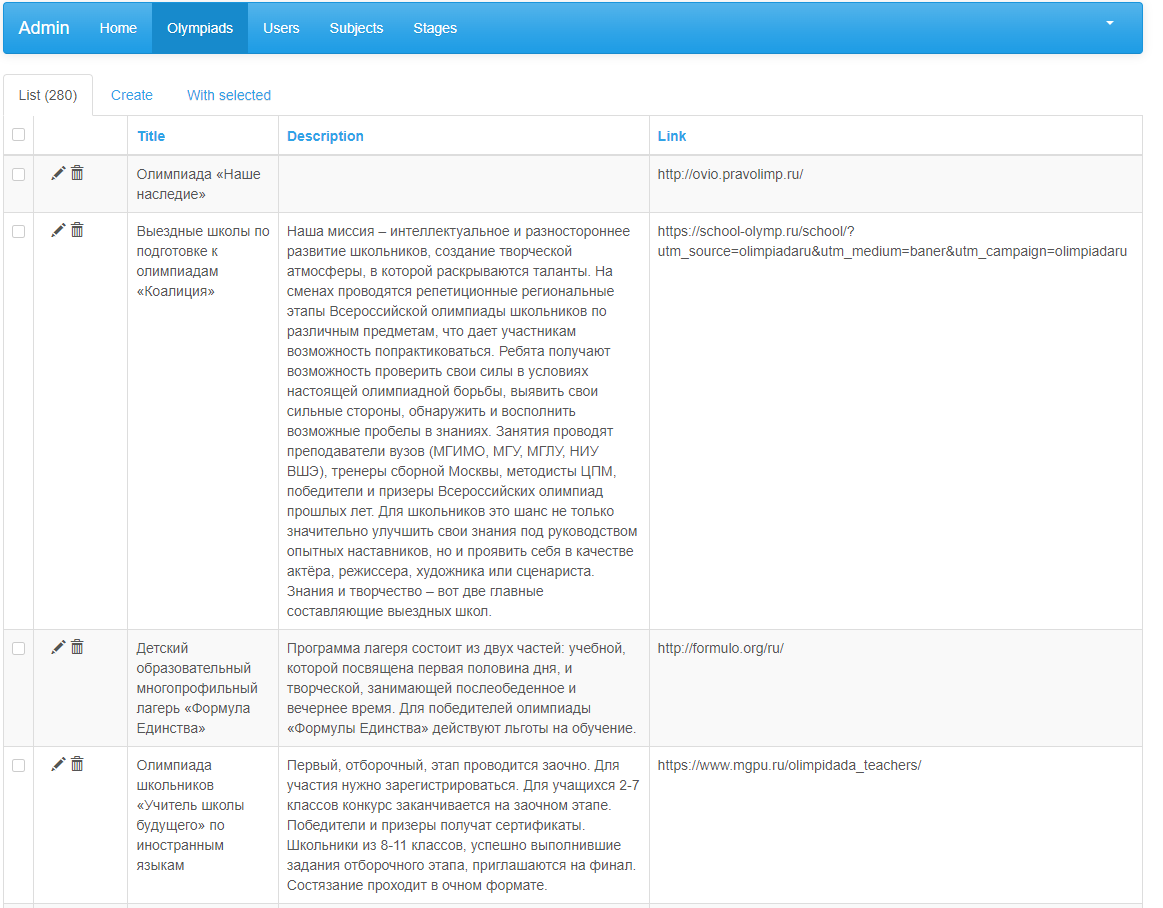 Admin Home Olympiads Users Subjects Stages
List (280) Create With selected
Title Description Link
Олимпиада «Наше
наследие»
http://ovio.pravolimp.ru/
Выездные школы по
подготовке к
олимпиадам
«Коалиция»
Наша миссия – интеллектуальное и разностороннее
развитие школьников, создание творческой
атмосферы, в которой раскрываются таланты. На
сменах проводятся репетиционные региональные
этапы Всероссийской олимпиады школьников по
различным предметам, что дает участникам
возможность попрактиковаться. Ребята получают
возможность проверить свои силы в условиях
настоящей олимпиадной борьбы, выявить свои
сильные стороны, обнаружить и восполнить
возможные пробелы в знаниях. Занятия проводят
преподаватели вузов (МГИМО, МГУ, МГЛУ, НИУ
ВШЭ), тренеры сборной Москвы, методисты ЦПМ,
победители и призеры Всероссийских олимпиад
прошлых лет. Для школьников это шанс не только
значительно улучшить свои знания под руководством
опытных наставников, но и проявить себя в качестве
актёра, режиссера, художника или сценариста.
Знания и творчество – вот две главные
составляющие выездных школ.
https://school-olymp.ru/school/?
utm_source=olimpiadaru&utm_medium=baner&utm_campaign=olimpiadaru
Детский
образовательный
многопрофильный
лагерь «Формула
Единства»
Программа лагеря состоит из двух частей: учебной,
которой посвящена первая половина дня, и
творческой, занимающей послеобеденное и
вечернее время. Для победителей олимпиады
«Формулы Единства» действуют льготы на обучение.
http://formulo.org/ru/
Олимпиада
школьников
«Учитель школы
будущего» по
иностранным
языкам
Первый, отборочный, этап проводится заочно. Для
участия нужно зарегистрироваться. Для учащихся 2-7
классов конкурс заканчивается на заочном этапе.
Победители и призеры получат сертификаты.
Школьники из 8-11 классов, успешно выполнившие
задания отборочного этапа, приглашаются на финал.
Состязание проходит в очном формате.
https://www.mgpu.ru/olimpidada_teachers/